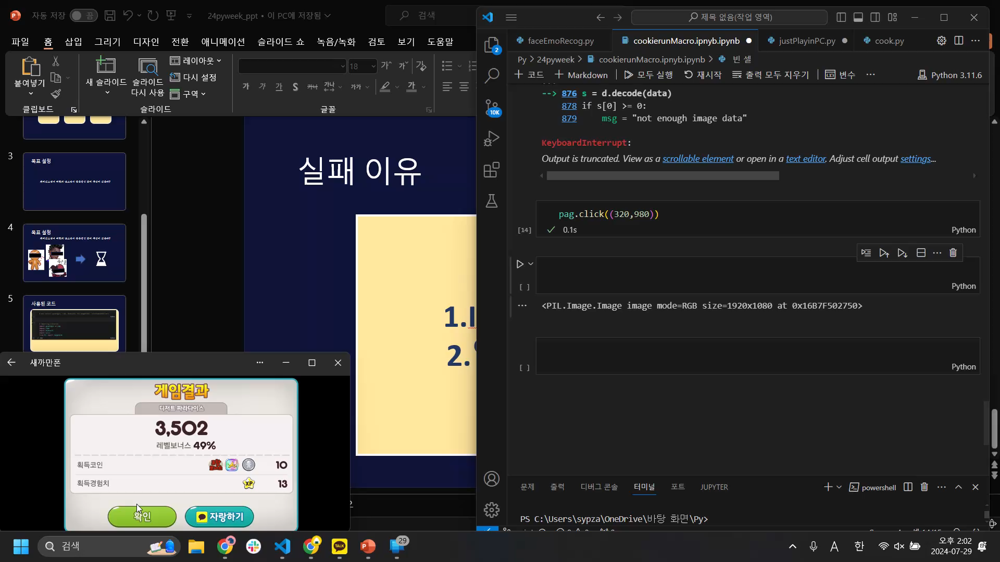 자동 저장 끔 24pyweek_ppt • 이 PC에 저장됨 검색
파일 홈 삽입 그리기 디자인 전환 애니메이션 슬라이드 쇼 녹음/녹화 검토 보기 도움말
붙여넣기
클립보드
새 슬라이드
슬라이드
다시 사용
레이아웃
다시 설정
구역
슬라이드
18
가 가 가 S 가나 가가 가
글꼴
3
목표 설정
4
목표 설정
5
사용된 코드
실패 이유
1.I
2.
제목 없음(작업 영역)
faceEmoRecog.py cookierunMacro.ipnyb.ipynb justPlayinPC.py cook.py
Py > 24pyweek > cookierunMacro.ipnyb.ipynb > 빈 셀
코드 Markdown 모두 실행 재시작 출력 모두 지우기 변수 ... Python 3.11.6
2
10K
--> 876 s = d.decode(data)
878 if s[0] >= 0:
879 msg = "not enough image data"
KeyboardInterrupt:
Output is truncated. View as a scrollable element or open in a text editor. Adjust cell output settings...
pag.click((320,980))
[14] 0.1s Python
[ ] Python
... <PIL.Image.Image image mode=RGB size=1920x1080 at 0x16B7F502750>
[ ] Python
문제 출력 디버그 콘솔 터미널 포트 JUPYTER powershell
PS C:\Users\sypza\OneDrive\바탕 화면\Py>
새까만폰
게임결과
디저트 파라다이스
3,502
레벨보너스 49%
획득코인 10
획득경험치 XP 13
확인 자랑하기
검색 TALK 29 A 한
오후 2:02
2024-07-29